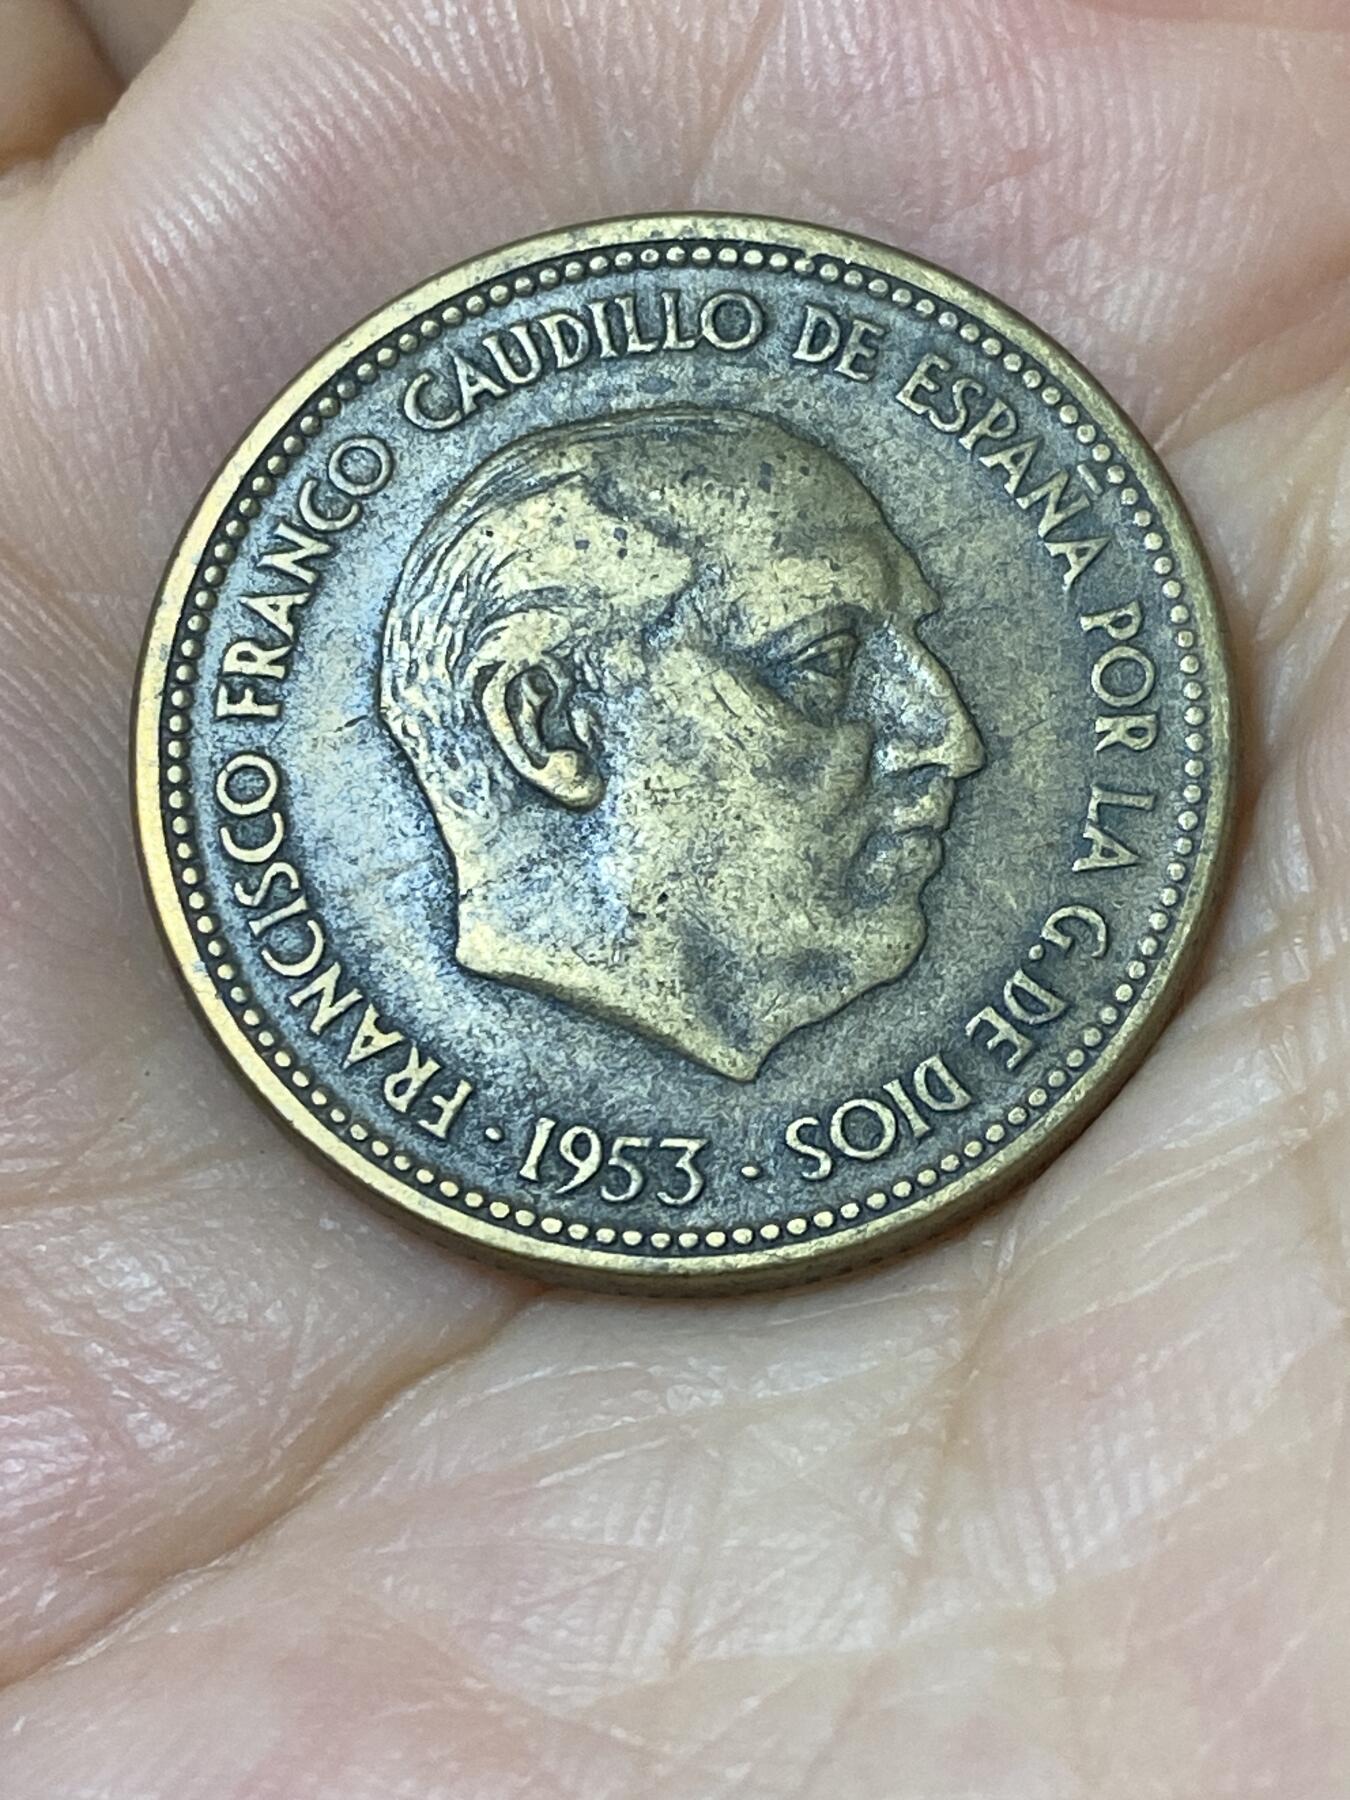 FRANCISCO FRANCO CAUDILLO DE ESPAÑA POR LA G. DE DIOS
· 1953 ·